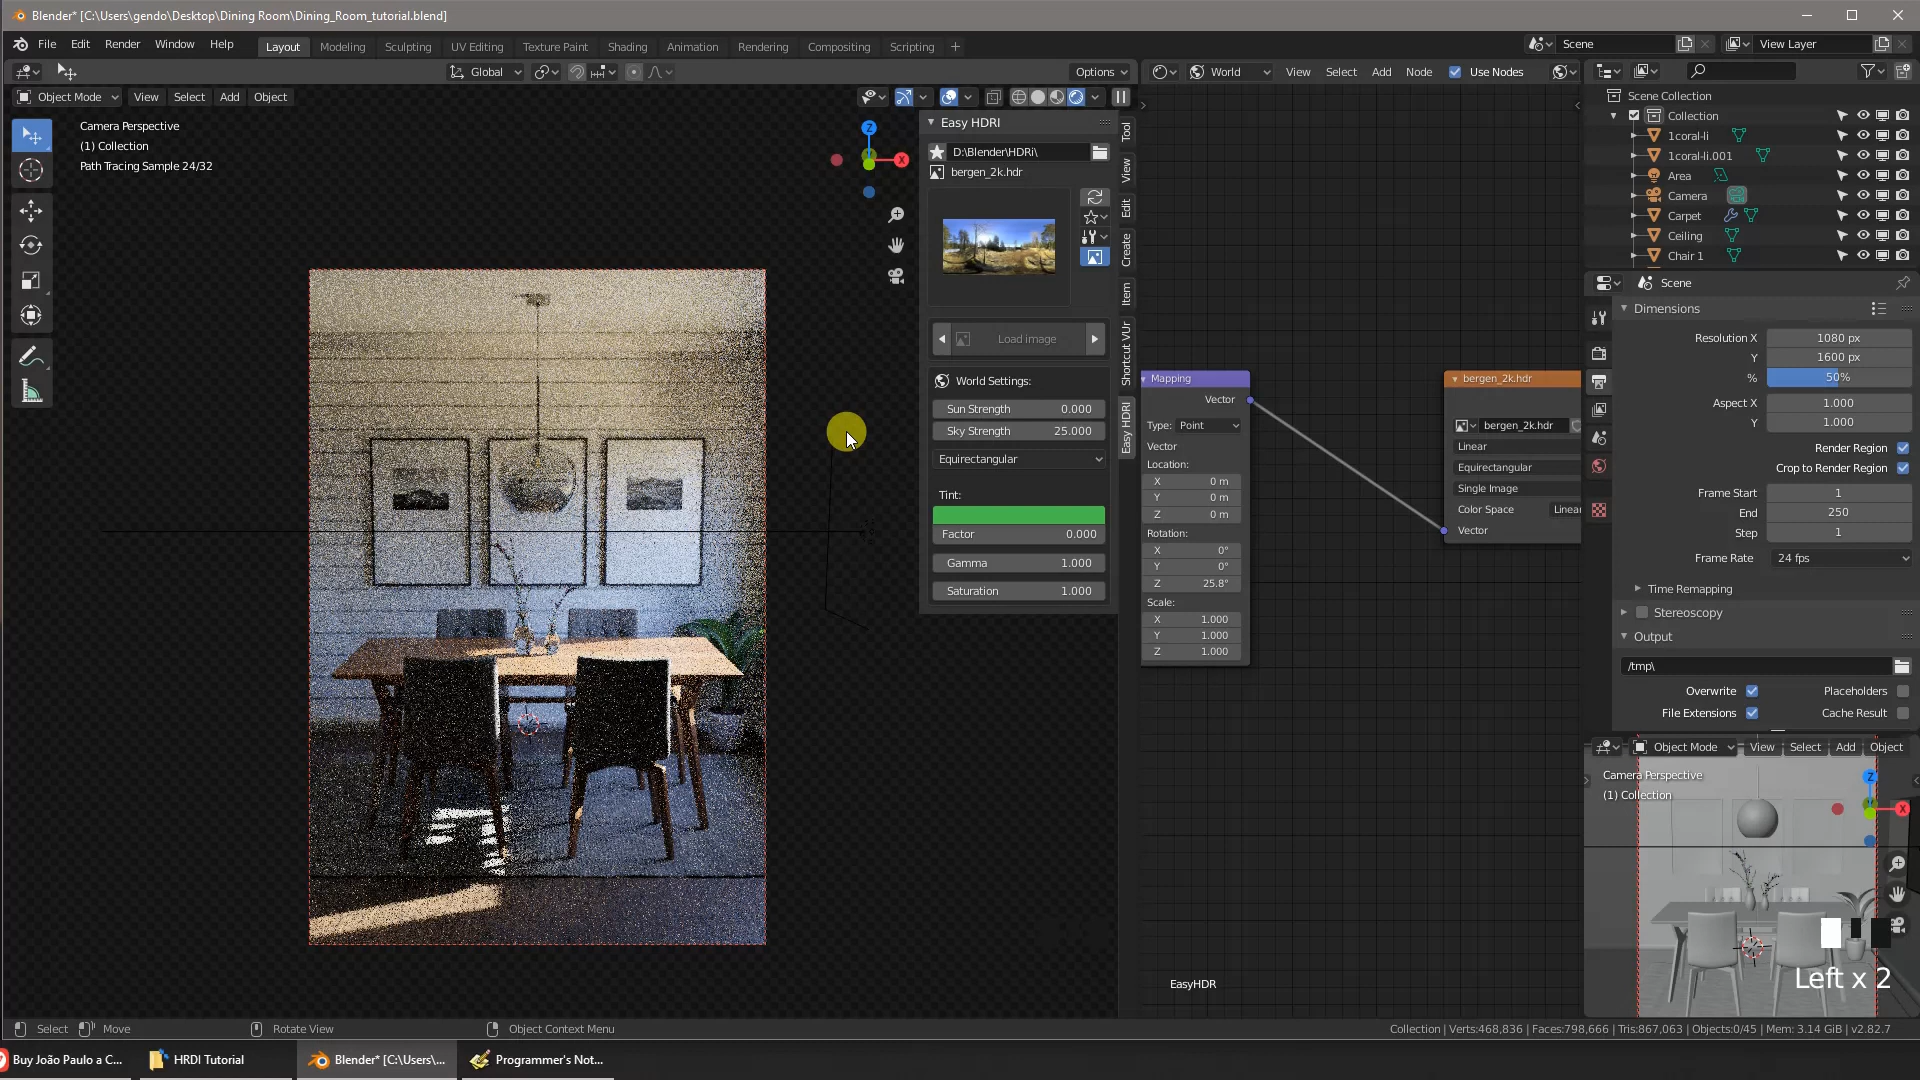 Blender* [C:\Users\gendo\Desktop\Dining Room\Dining_Room_tutorial.blend]
File Edit Render Window Help Layout Modeling Sculpting UV Editing Texture Paint Shading Animation Rendering Compositing Scripting + Scene View Layer
Global Options World View Select Add Node Use Nodes
Object Mode View Select Add Object
Camera Perspective
(1) Collection
Path Tracing Sample 24/32
Z
X
Easy HDRI
D:\Blender\HDRi\
bergen_2k.hdr
Load image
World Settings:
Sun Strength 0.000
Sky Strength 25.000
Equirectangular
Tint:
Factor 0.000
Gamma 1.000
Saturation 1.000
Tool
View
Edit
Create
Item
Shortcut VUr
Easy HDRI
Mapping
Vector
Type: Point
Vector
Location:
X 0 m
Y 0 m
Z 0 m
Rotation:
X 0°
Y 0°
Z 25.8°
Scale:
X 1.000
Y 1.000
Z 1.000
bergen_2k.hdr
bergen_2k.hdr
Linear
Equirectangular
Single Image
Color Space Linear
Vector
EasyHDR
Scene Collection
Collection
1coral-li
1coral-li.001
Area
Camera
Carpet
Ceiling
Chair 1
Scene
Dimensions
Resolution X 1080 px
Y 1600 px
% 50%
Aspect X 1.000
Y 1.000
Render Region
Crop to Render Region
Frame Start 1
End 250
Step 1
Frame Rate 24 fps
Time Remapping
Stereoscopy
Output
/tmp\
Overwrite Placeholders
File Extensions Cache Result
Object Mode View Select Add Object
Camera Perspective
(1) Collection
Z
X
Left x 2
Select Move Rotate View Object Context Menu Collection | Verts:468,836 | Faces:798,666 | Tris:867,063 | Objects:0/45 | Mem: 3.14 GiB | v2.82.7
Buy João Paulo a C... HRDI Tutorial Blender* [C:\Users\... Programmer's Not...